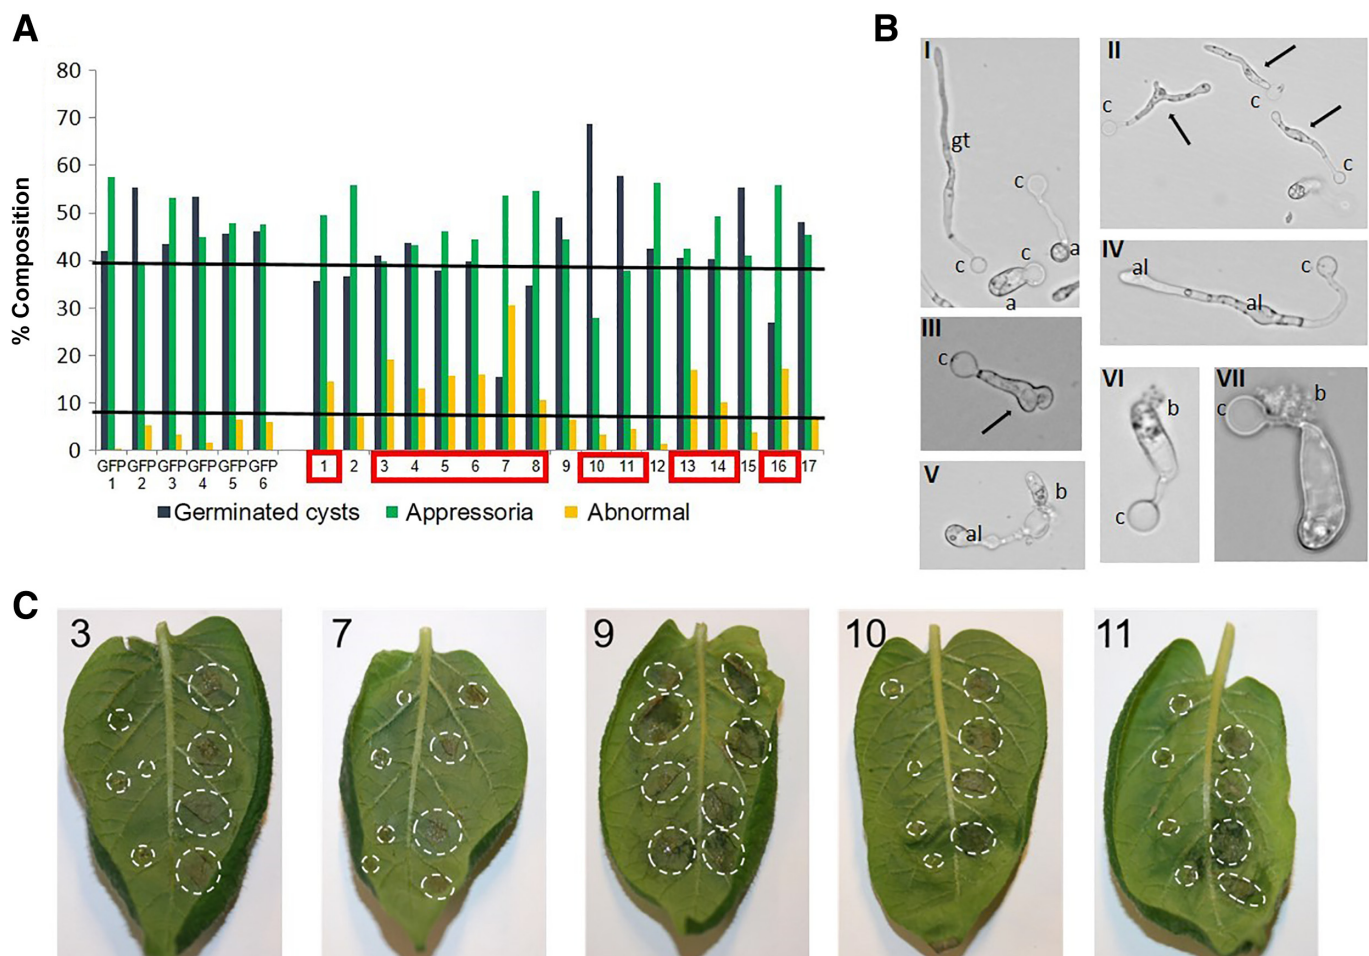 A
80
70
60
50
40
30
20
10
0
% Composition
GFP GFP GFP GFP GFP GFP 1 2 3 4 5 6 7 8 9 10 11 12 13 14 15 16 17
1 2 3 4 5 6
Germinated cysts Appressoria Abnormal
B
I
gt
c
c
c
a
a
II
c
c
c
III
c
IV
al
al
c
V
al
b
VI
b
c
VII
c
b
C
3 7 9 10 11